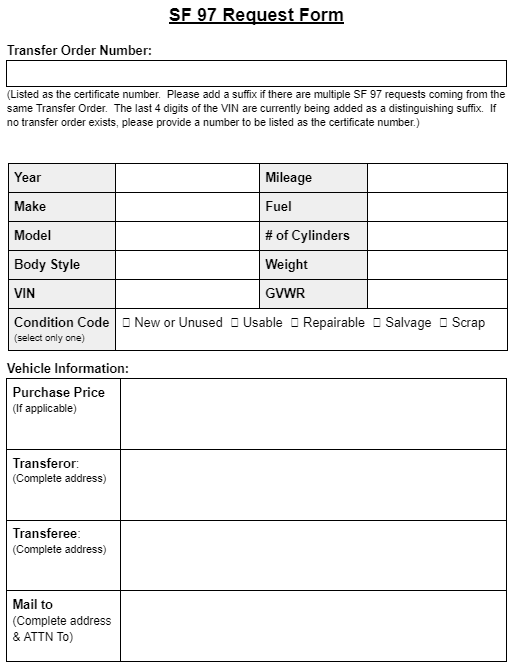 SF 97 Request Form
Transfer Order Number:
(Listed as the certificate number.  Please add a suffix if there are multiple SF 97 requests coming from the
same Transfer Order.  The last 4 digits of the VIN are currently being added as a distinguishing suffix.  If
no transfer order exists, please provide a number to be listed as the certificate number.)
Year Mileage
Make Fuel
Model # of Cylinders
Body Style Weight
VIN GVWR
Condition Code ☐ New or Unused ☐ Usable ☐ Repairable ☐ Salvage ☐ Scrap
(select only one)
Vehicle Information:
Purchase Price
(If applicable)
Transferor:
(Complete address)
Transferee:
(Complete address)
Mail to
(Complete address
& ATTN To)